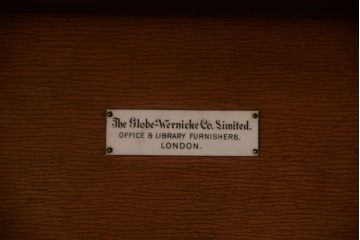 The Globe-Wernicke Co. Limited.
OFFICE & LIBRARY FURNISHERS.
LONDON.